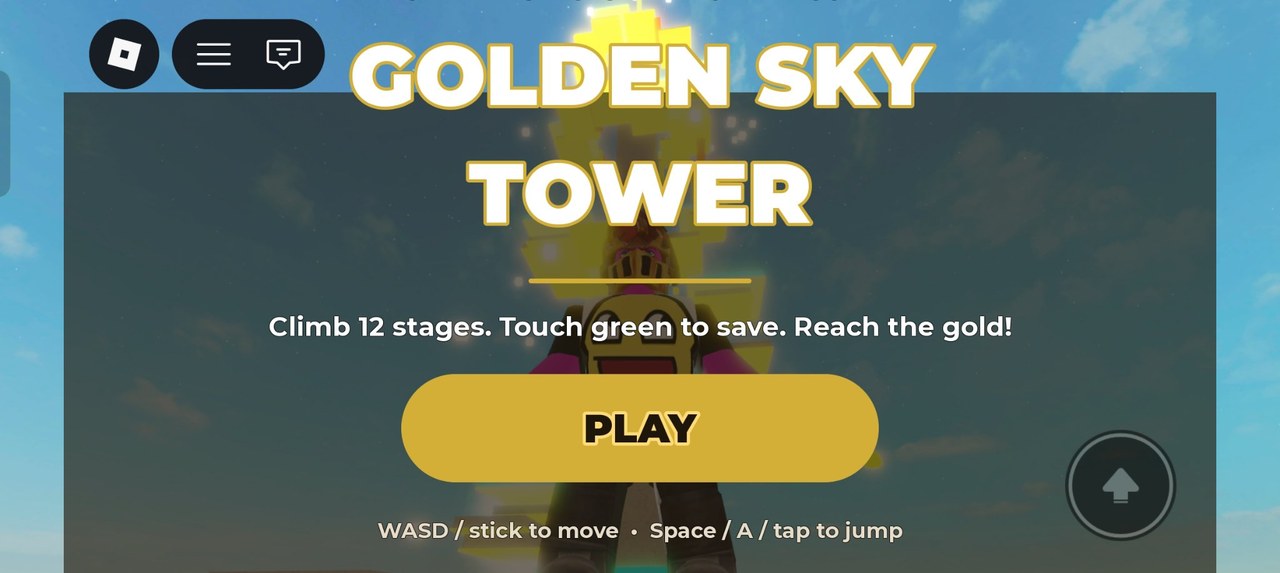 GOLDEN SKY
TOWER
Climb 12 stages. Touch green to save. Reach the gold!
PLAY
WASD / stick to move • Space / A / tap to jump